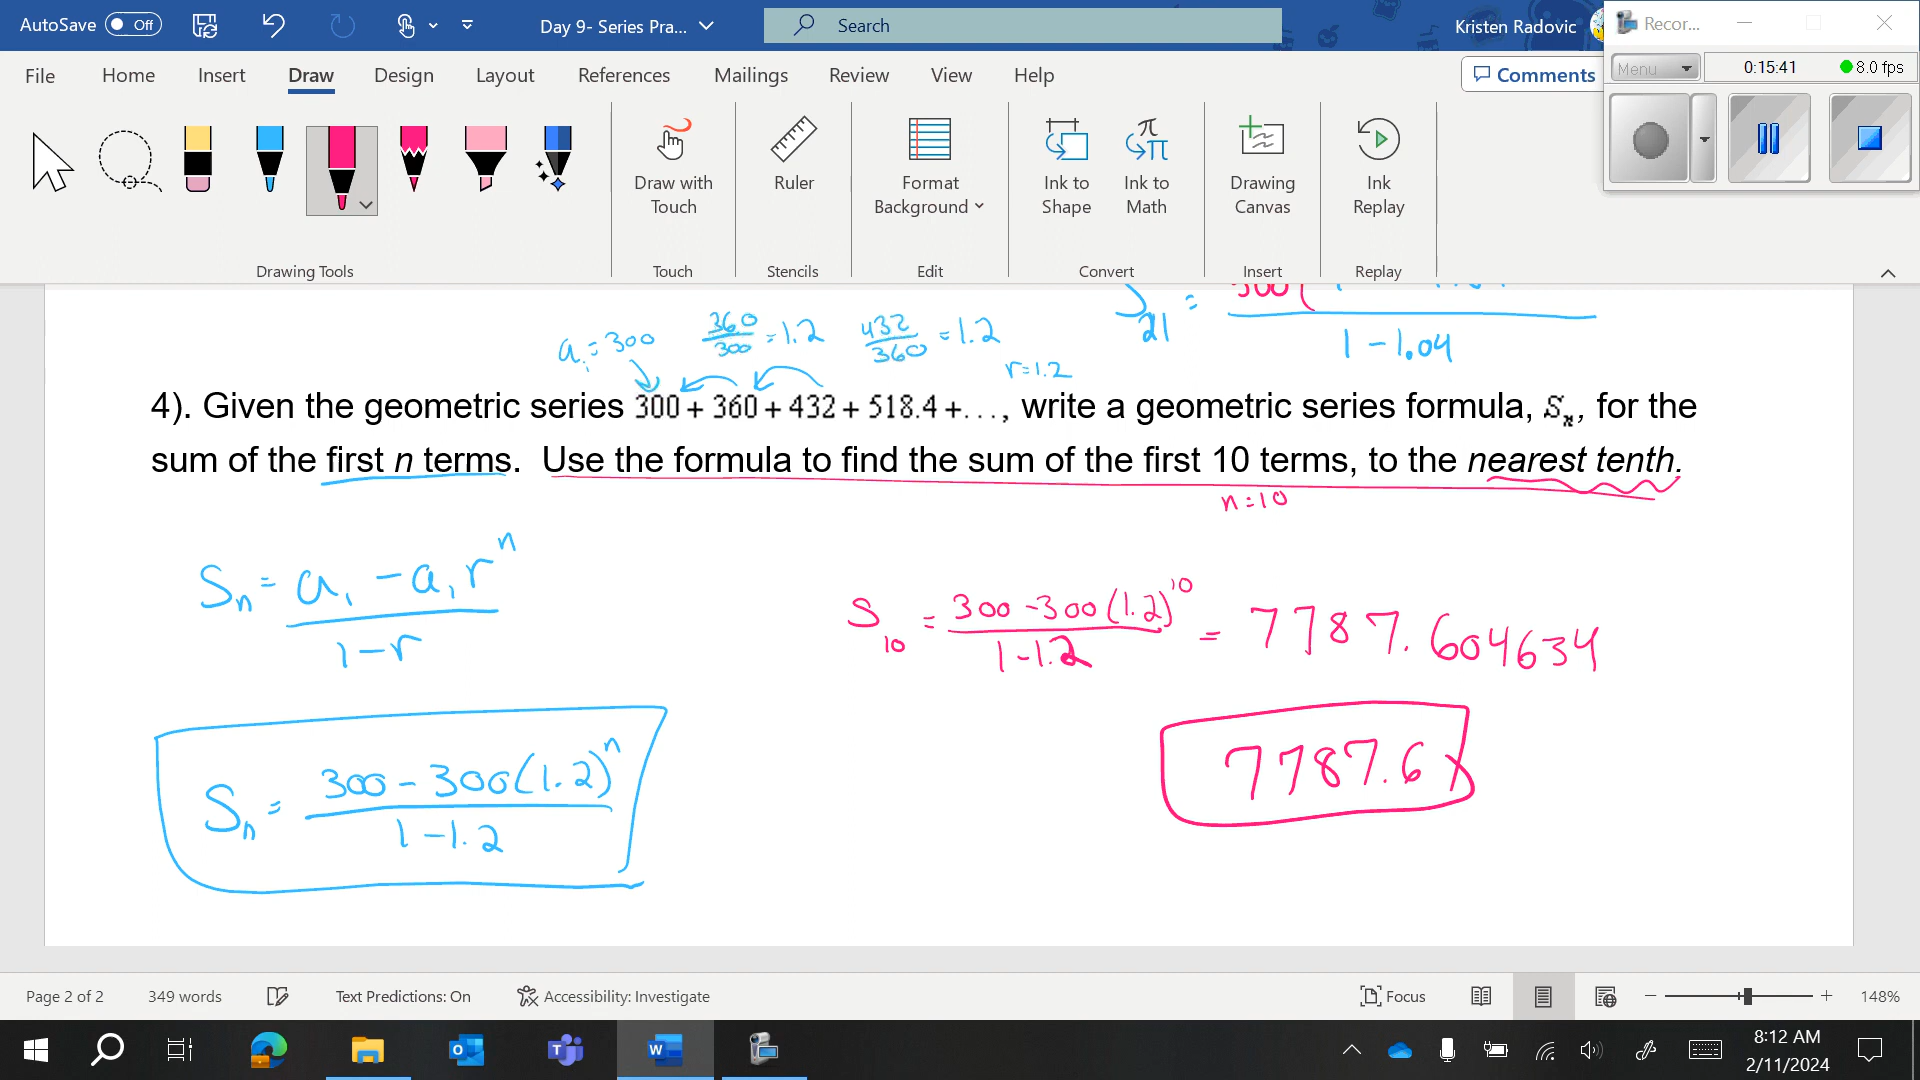 AutoSave Off Day 9- Series Pra... Search Kristen Radovic Recor...
File Home Insert Draw Design Layout References Mailings Review View Help Comments
Menu 0:15:41 8.0 fps
Draw with Touch Ruler Format Background Ink to Shape Ink to Math Drawing Canvas Ink Replay
Drawing Tools Touch Stencils Edit Convert Insert Replay
S₂₁ =
1 - 1.04
a₁ = 300 360/300 = 1.2 432/360 = 1.2 r=1.2
4). Given the geometric series 300 + 360 + 432 + 518.4 + ..., write a geometric series formula, Sₙ, for the
sum of the first n terms. Use the formula to find the sum of the first 10 terms, to the nearest tenth.
n=10
Sₙ = a₁ - a₁rⁿ
1 - r
S₁₀ = 300 - 300(1.2)¹⁰ = 7787.604634
1 - 1.2
7787.6
Sₙ = 300 - 300(1.2)ⁿ
1 - 1.2
Page 2 of 2 349 words Text Predictions: On Accessibility: Investigate Focus 148%
8:12 AM
2/11/2024